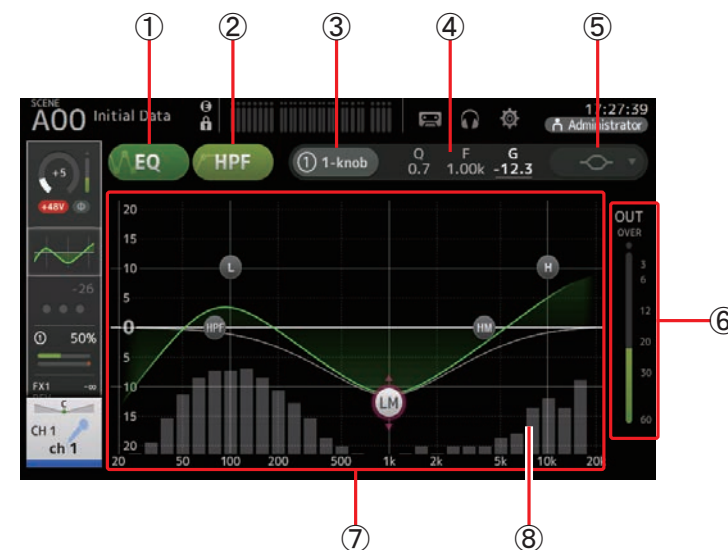 ① ② ③ ④ ⑤
SCENE
A00 Initial Data
17:27:39
Administrator
EQ HPF ① 1-knob Q F G
0.7 1.00k -12.3
+5
+48V Φ
-26
① 50%
FX1 -∞
C
CH 1
ch 1
20
15
10
5
0
5
10
15
20
L H
HPF HM
LM
20 50 100 200 500 1k 2k 5k 10k 20k
OUT
OVER
3
6
12
20
30
60
⑥
⑦ ⑧